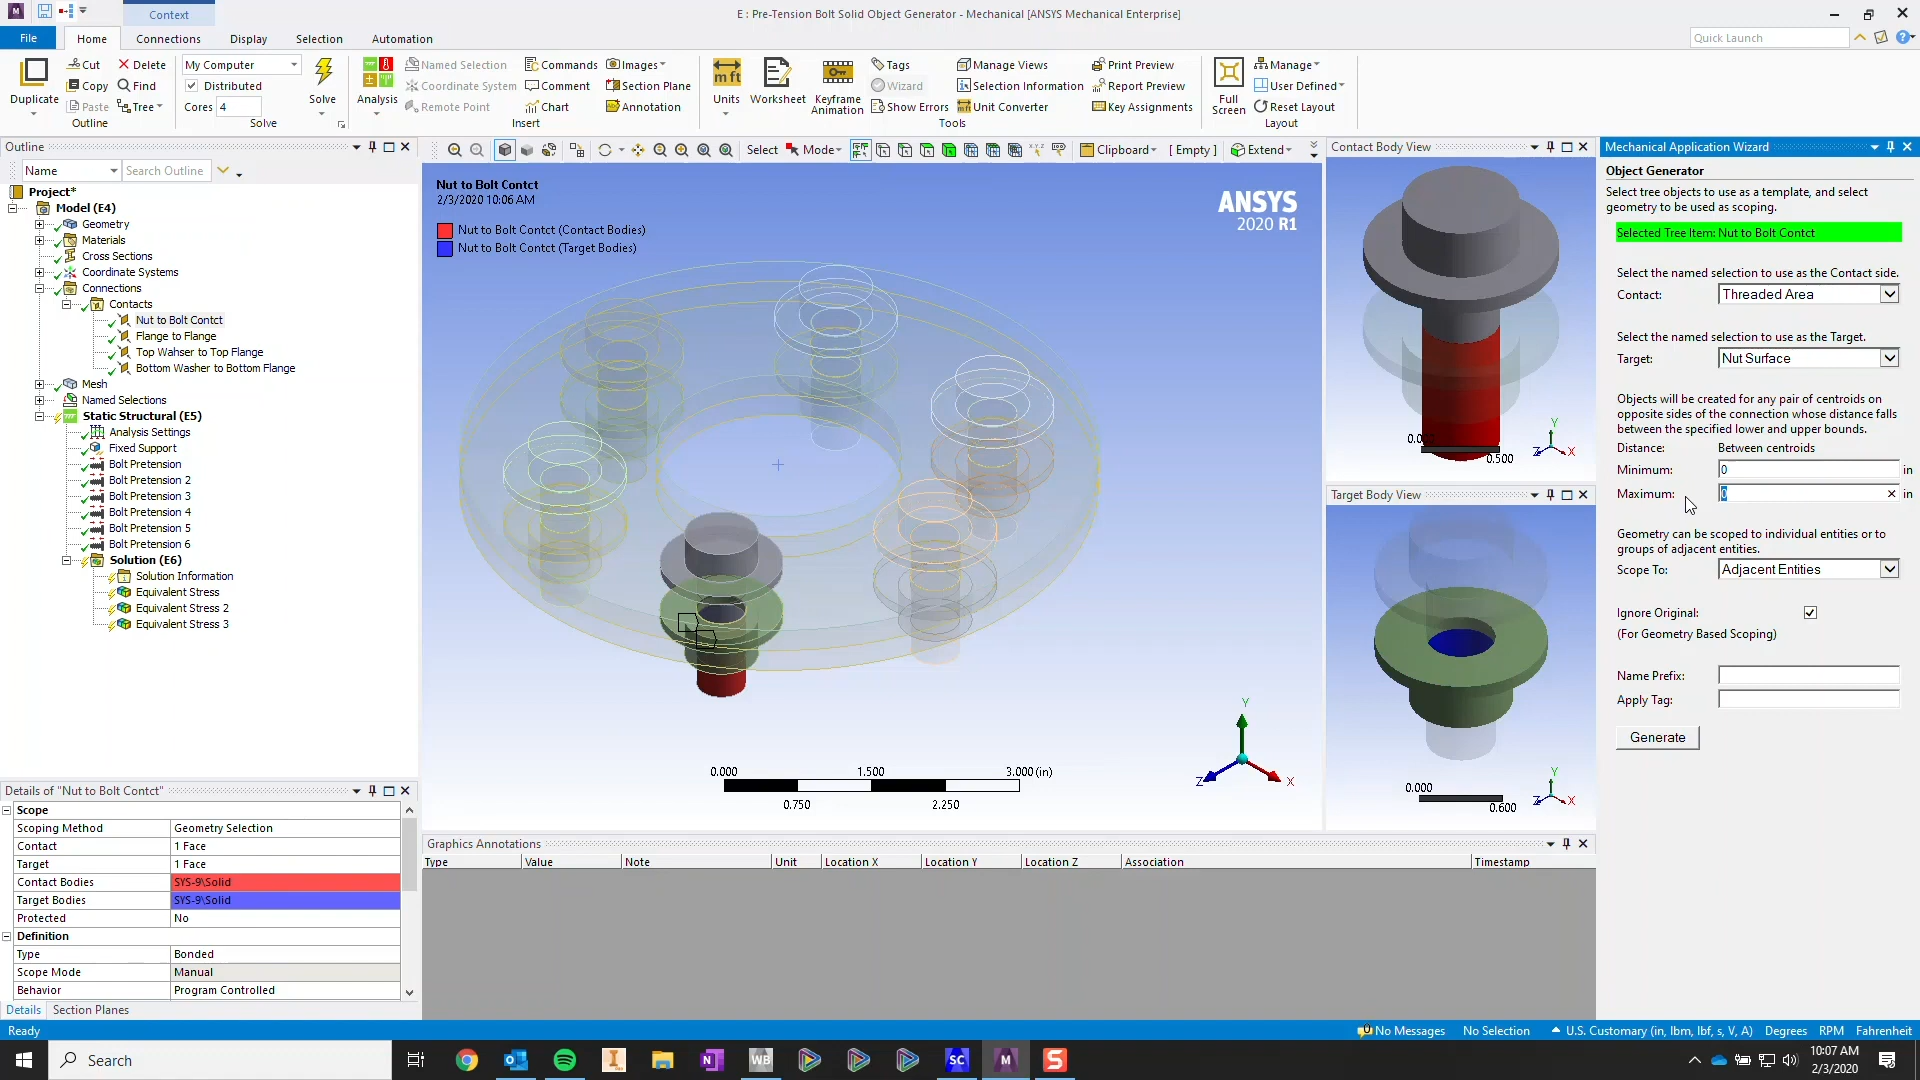 Context
E : Pre-Tension Bolt Solid Object Generator - Mechanical [ANSYS Mechanical Enterprise]
File Home Connections Display Selection Automation
Quick Launch
Duplicate
Cut
Copy
Paste
Delete
Find
Tree
Outline
My Computer
Distributed
Cores 4
Solve
Solve
Analysis
Named Selection
Coordinate System
Remote Point
Commands
Comment
Chart
Images
Section Plane
Annotation
Insert
Units
Worksheet
Keyframe
Animation
Tags
Wizard
Show Errors
Manage Views
Selection Information
Unit Converter
Print Preview
Report Preview
Key Assignments
Tools
Full
Screen
Manage
User Defined
Reset Layout
Layout
Outline
Name
Search Outline
Project*
Model (E4)
Geometry
Materials
Cross Sections
Coordinate Systems
Connections
Contacts
Nut to Bolt Contct
Flange to Flange
Top Wahser to Top Flange
Bottom Washer to Bottom Flange
Mesh
Named Selections
Static Structural (E5)
Analysis Settings
Fixed Support
Bolt Pretension
Bolt Pretension 2
Bolt Pretension 3
Bolt Pretension 4
Bolt Pretension 5
Bolt Pretension 6
Solution (E6)
Solution Information
Equivalent Stress
Equivalent Stress 2
Equivalent Stress 3
Details of "Nut to Bolt Contct"
Scope
Scoping Method Geometry Selection
Contact 1 Face
Target 1 Face
Contact Bodies SYS-9\Solid
Target Bodies SYS-9\Solid
Protected No
Definition
Type Bonded
Scope Mode Manual
Behavior Program Controlled
Details Section Planes
Select Mode Clipboard [ Empty ] Extend
Nut to Bolt Contct
2/3/2020 10:06 AM
Nut to Bolt Contct (Contact Bodies)
Nut to Bolt Contct (Target Bodies)
ANSYS
2020 R1
0.000 1.500 3.000 (in)
0.750 2.250
Y
Z X
Contact Body View
0.500
Y
Z X
Target Body View
0.000
0.600
Y
Z X
Graphics Annotations
Type Value Note Unit Location X Location Y Location Z Association Timestamp
Mechanical Application Wizard
Object Generator
Select tree objects to use as a template, and select
geometry to be used as scoping.
Selected Tree Item: Nut to Bolt Contct
Select the named selection to use as the Contact side.
Contact: Threaded Area
Select the named selection to use as the Target.
Target: Nut Surface
Objects will be created for any pair of centroids on
opposite sides of the connection whose distance falls
between the specified lower and upper bounds.
Distance: Between centroids
Minimum: 0 in
Maximum: 0 in
Geometry can be scoped to individual entities or to
groups of adjacent entities.
Scope To: Adjacent Entities
Ignore Original:
(For Geometry Based Scoping)
Name Prefix:
Apply Tag:
Generate
Ready
No Messages No Selection U.S. Customary (in, lbm, lbf, s, V, A) Degrees RPM Fahrenheit
Search
WB
SC
M
S
10:07 AM
2/3/2020